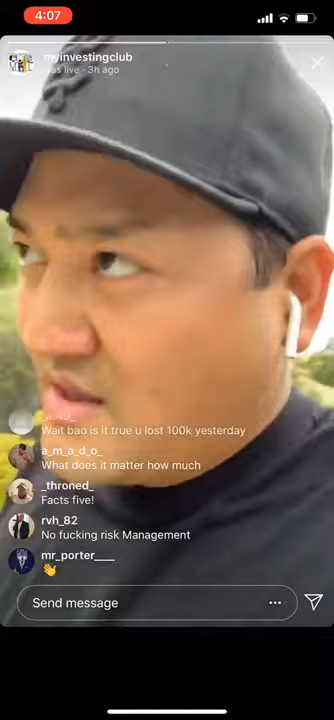 4:07
myinvestingclub
was live · 3h ago
Wait bao is it true u lost 100k yesterday
a_m_a_d_o_
What does it matter how much
_throned_
Facts five!
rvh_82
No fucking risk Management
mr_porter____
👋
Send message